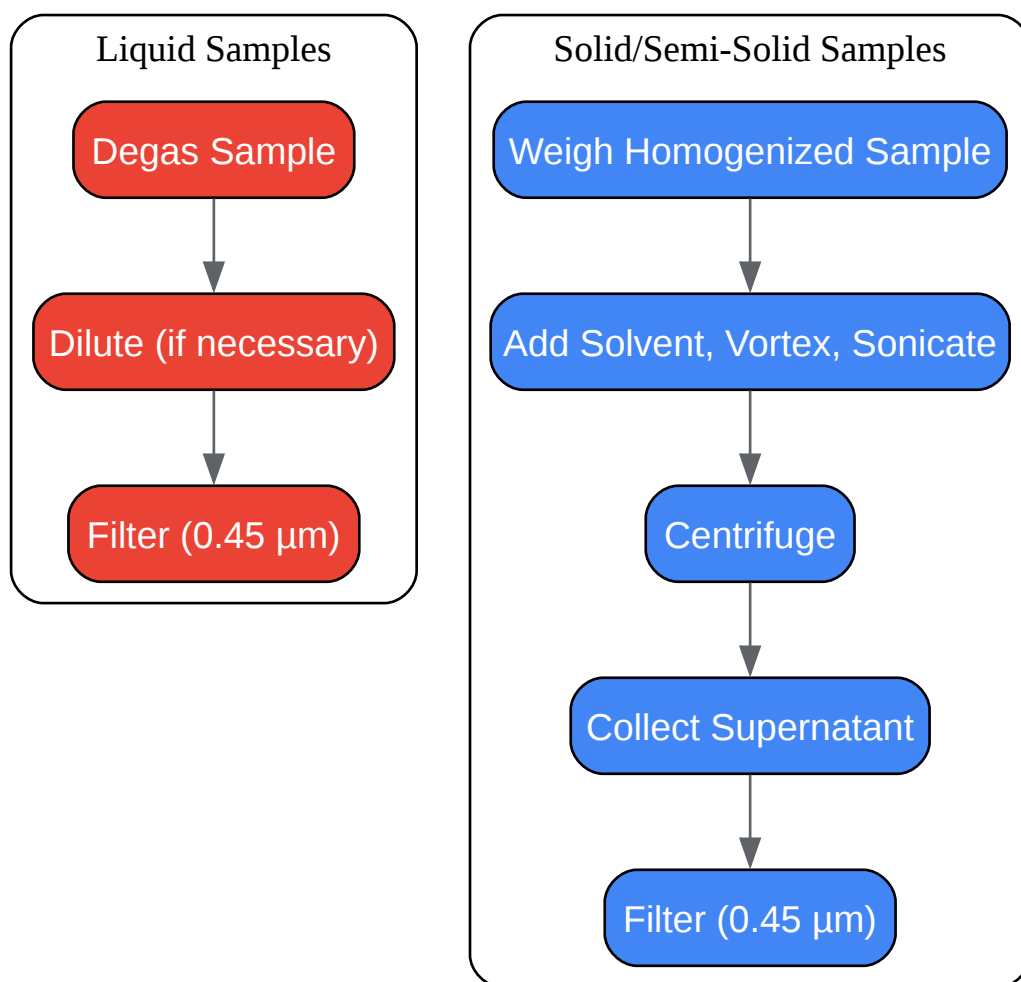 Liquid Samples
Degas Sample
Dilute (if necessary)
Filter (0.45 µm)
Solid/Semi-Solid Samples
Weigh Homogenized Sample
Add Solvent, Vortex, Sonicate
Centrifuge
Collect Supernatant
Filter (0.45 µm)